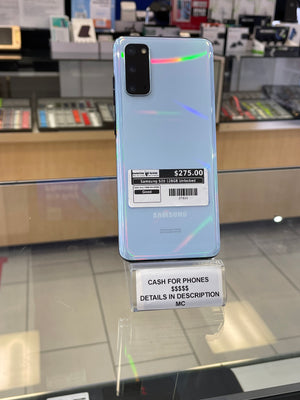 $275.00
Samsung S20 128GB Unlocked
Good
SAMSUNG
CASH FOR PHONES
$$$$$
DETAILS IN DESCRIPTION
MC